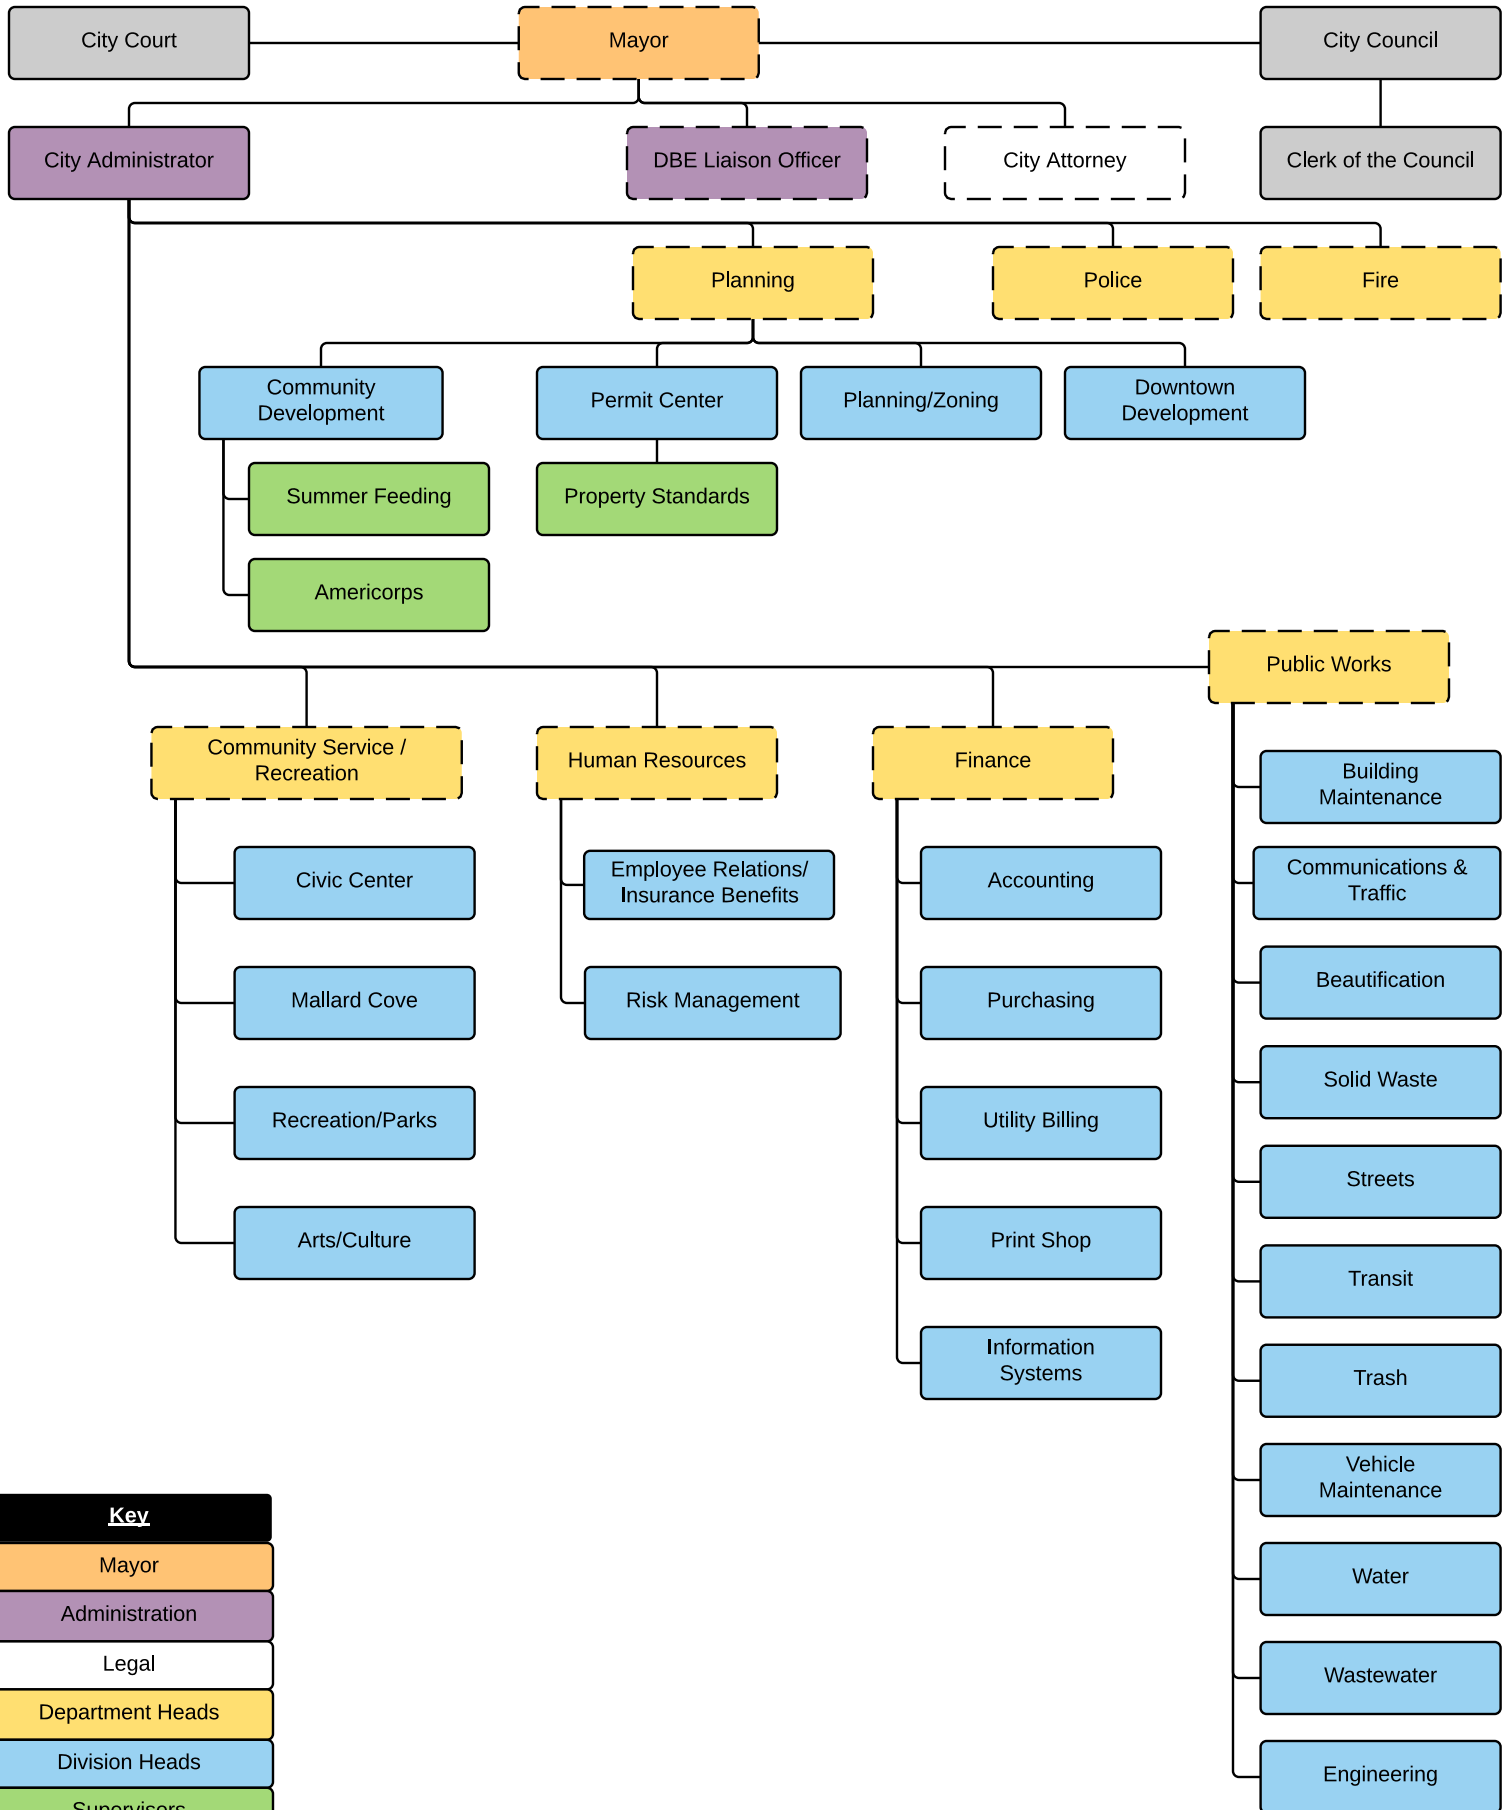 City Court
Mayor
City Council
City Administrator
DBE Liaison Officer
City Attorney
Clerk of the Council
Planning
Police
Fire
Community
Development
Permit Center
Planning/Zoning
Downtown
Development
Summer Feeding
Property Standards
Americorps
Public Works
Community Service /
Recreation
Human Resources
Finance
Building
Maintenance
Civic Center
Employee Relations/
Insurance Benefits
Accounting
Communications &
Traffic
Mallard Cove
Risk Management
Purchasing
Beautification
Solid Waste
Recreation/Parks
Utility Billing
Streets
Arts/Culture
Print Shop
Transit
Information
Systems
Trash
Vehicle
Maintenance
Water
Wastewater
Engineering
Key
Mayor
Administration
Legal
Department Heads
Division Heads
Supervisors